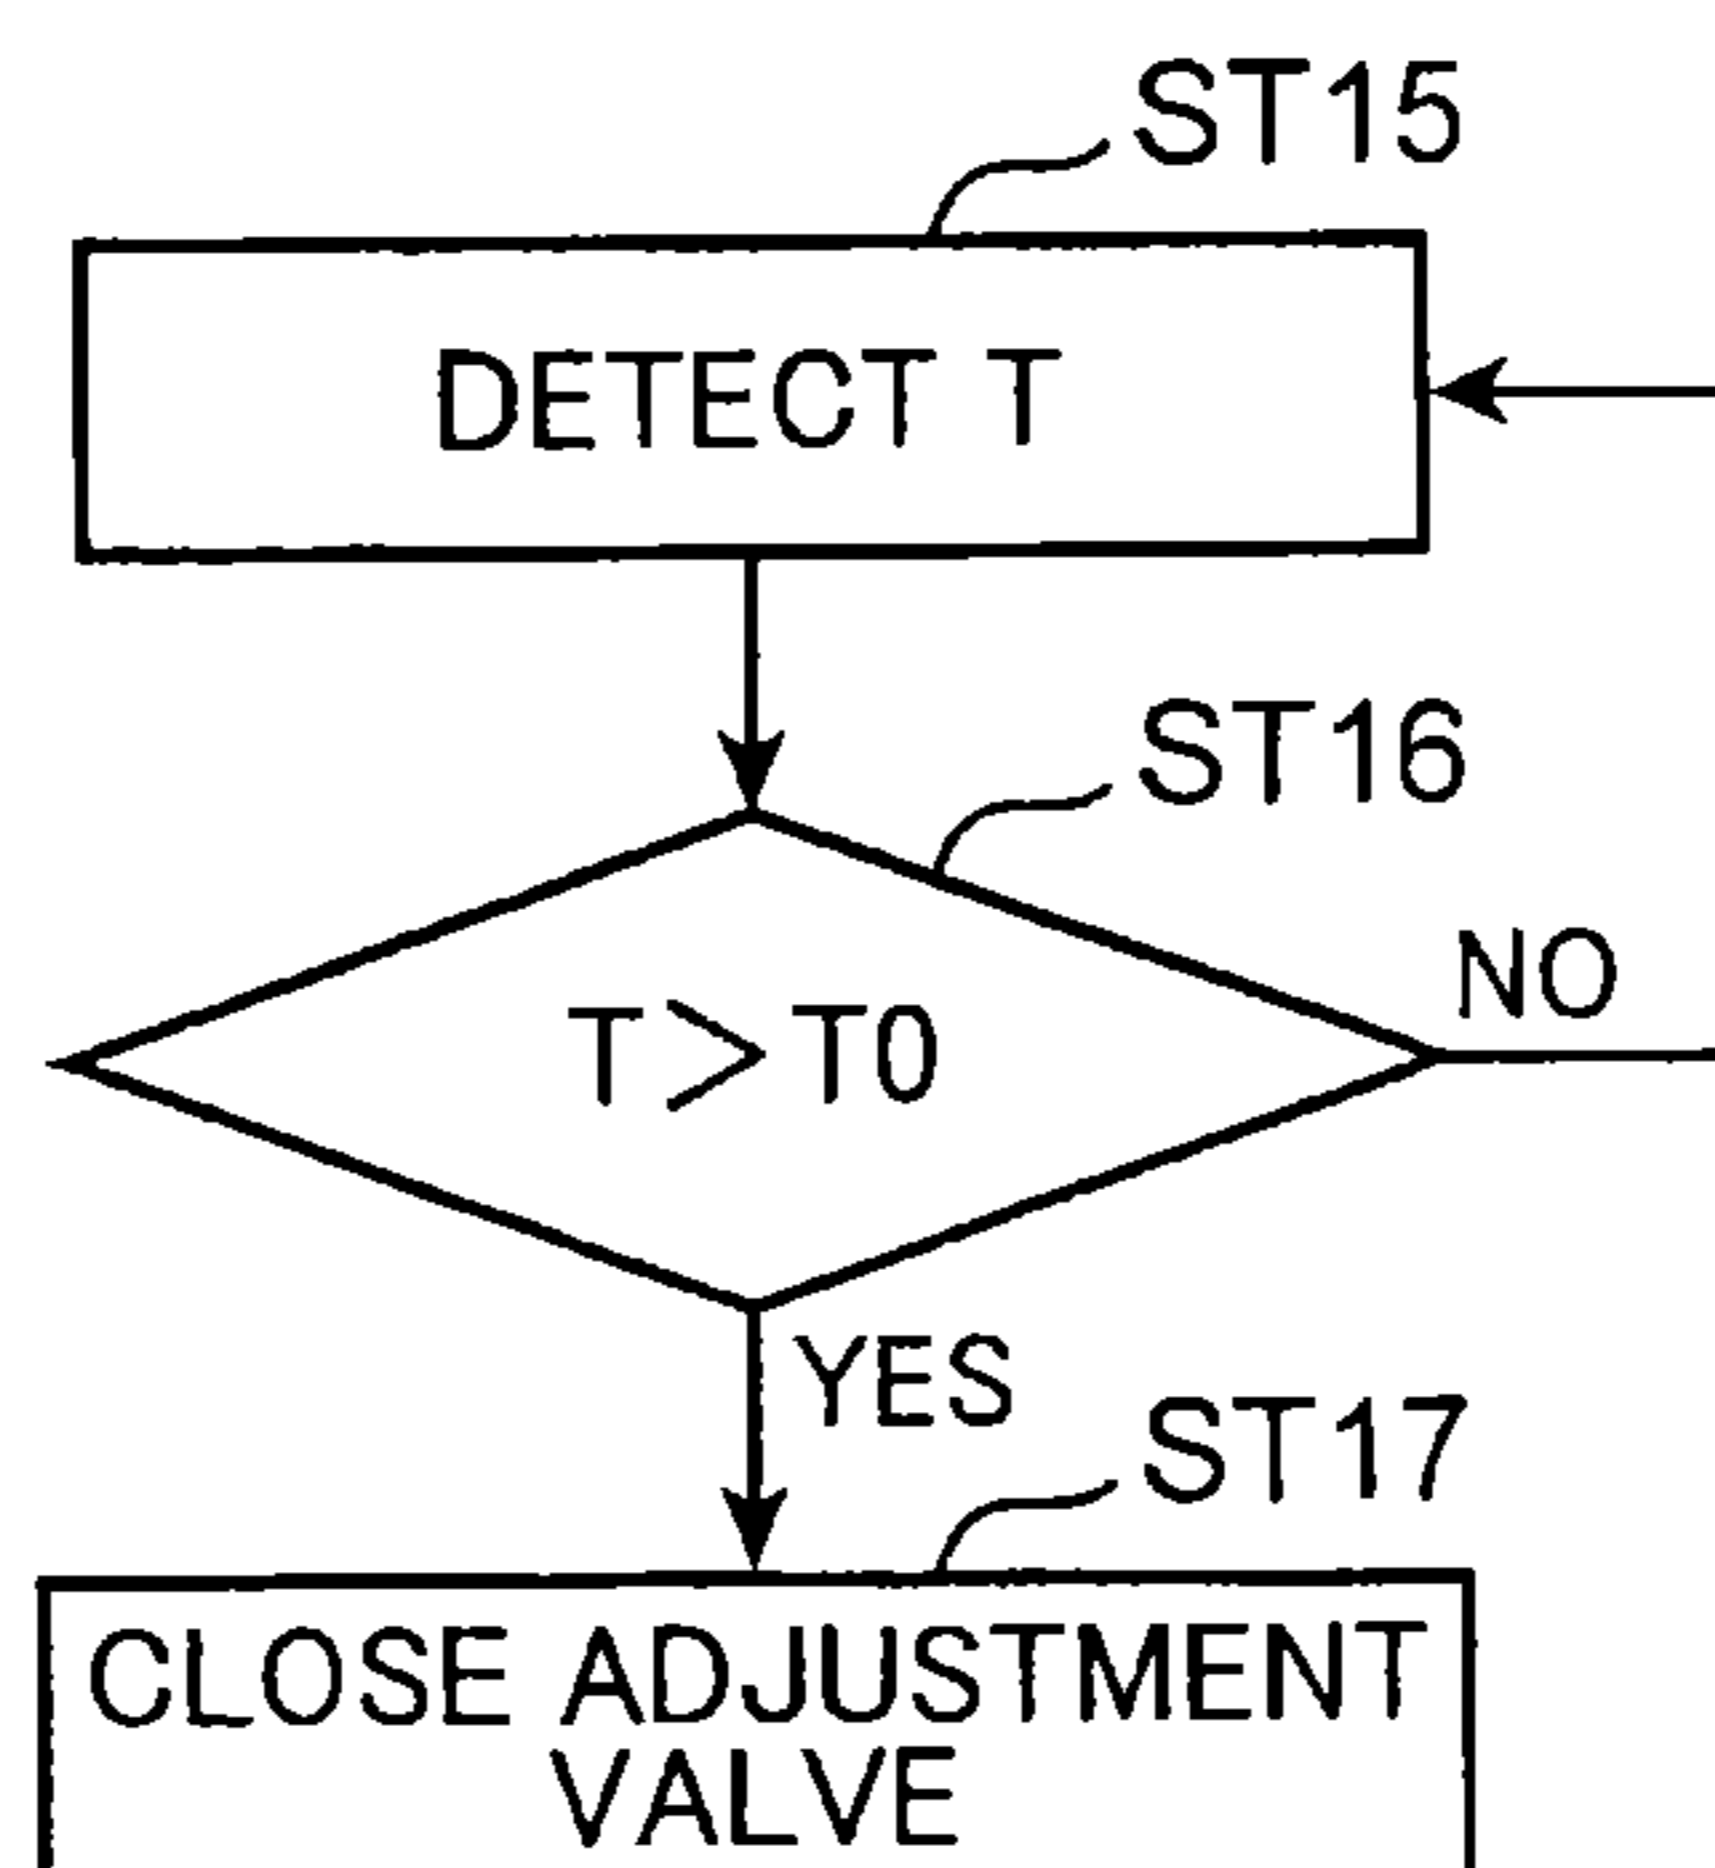 ST15
DETECT T
ST16
T>T0
NO
YES
ST17
CLOSE ADJUSTMENT
VALVE